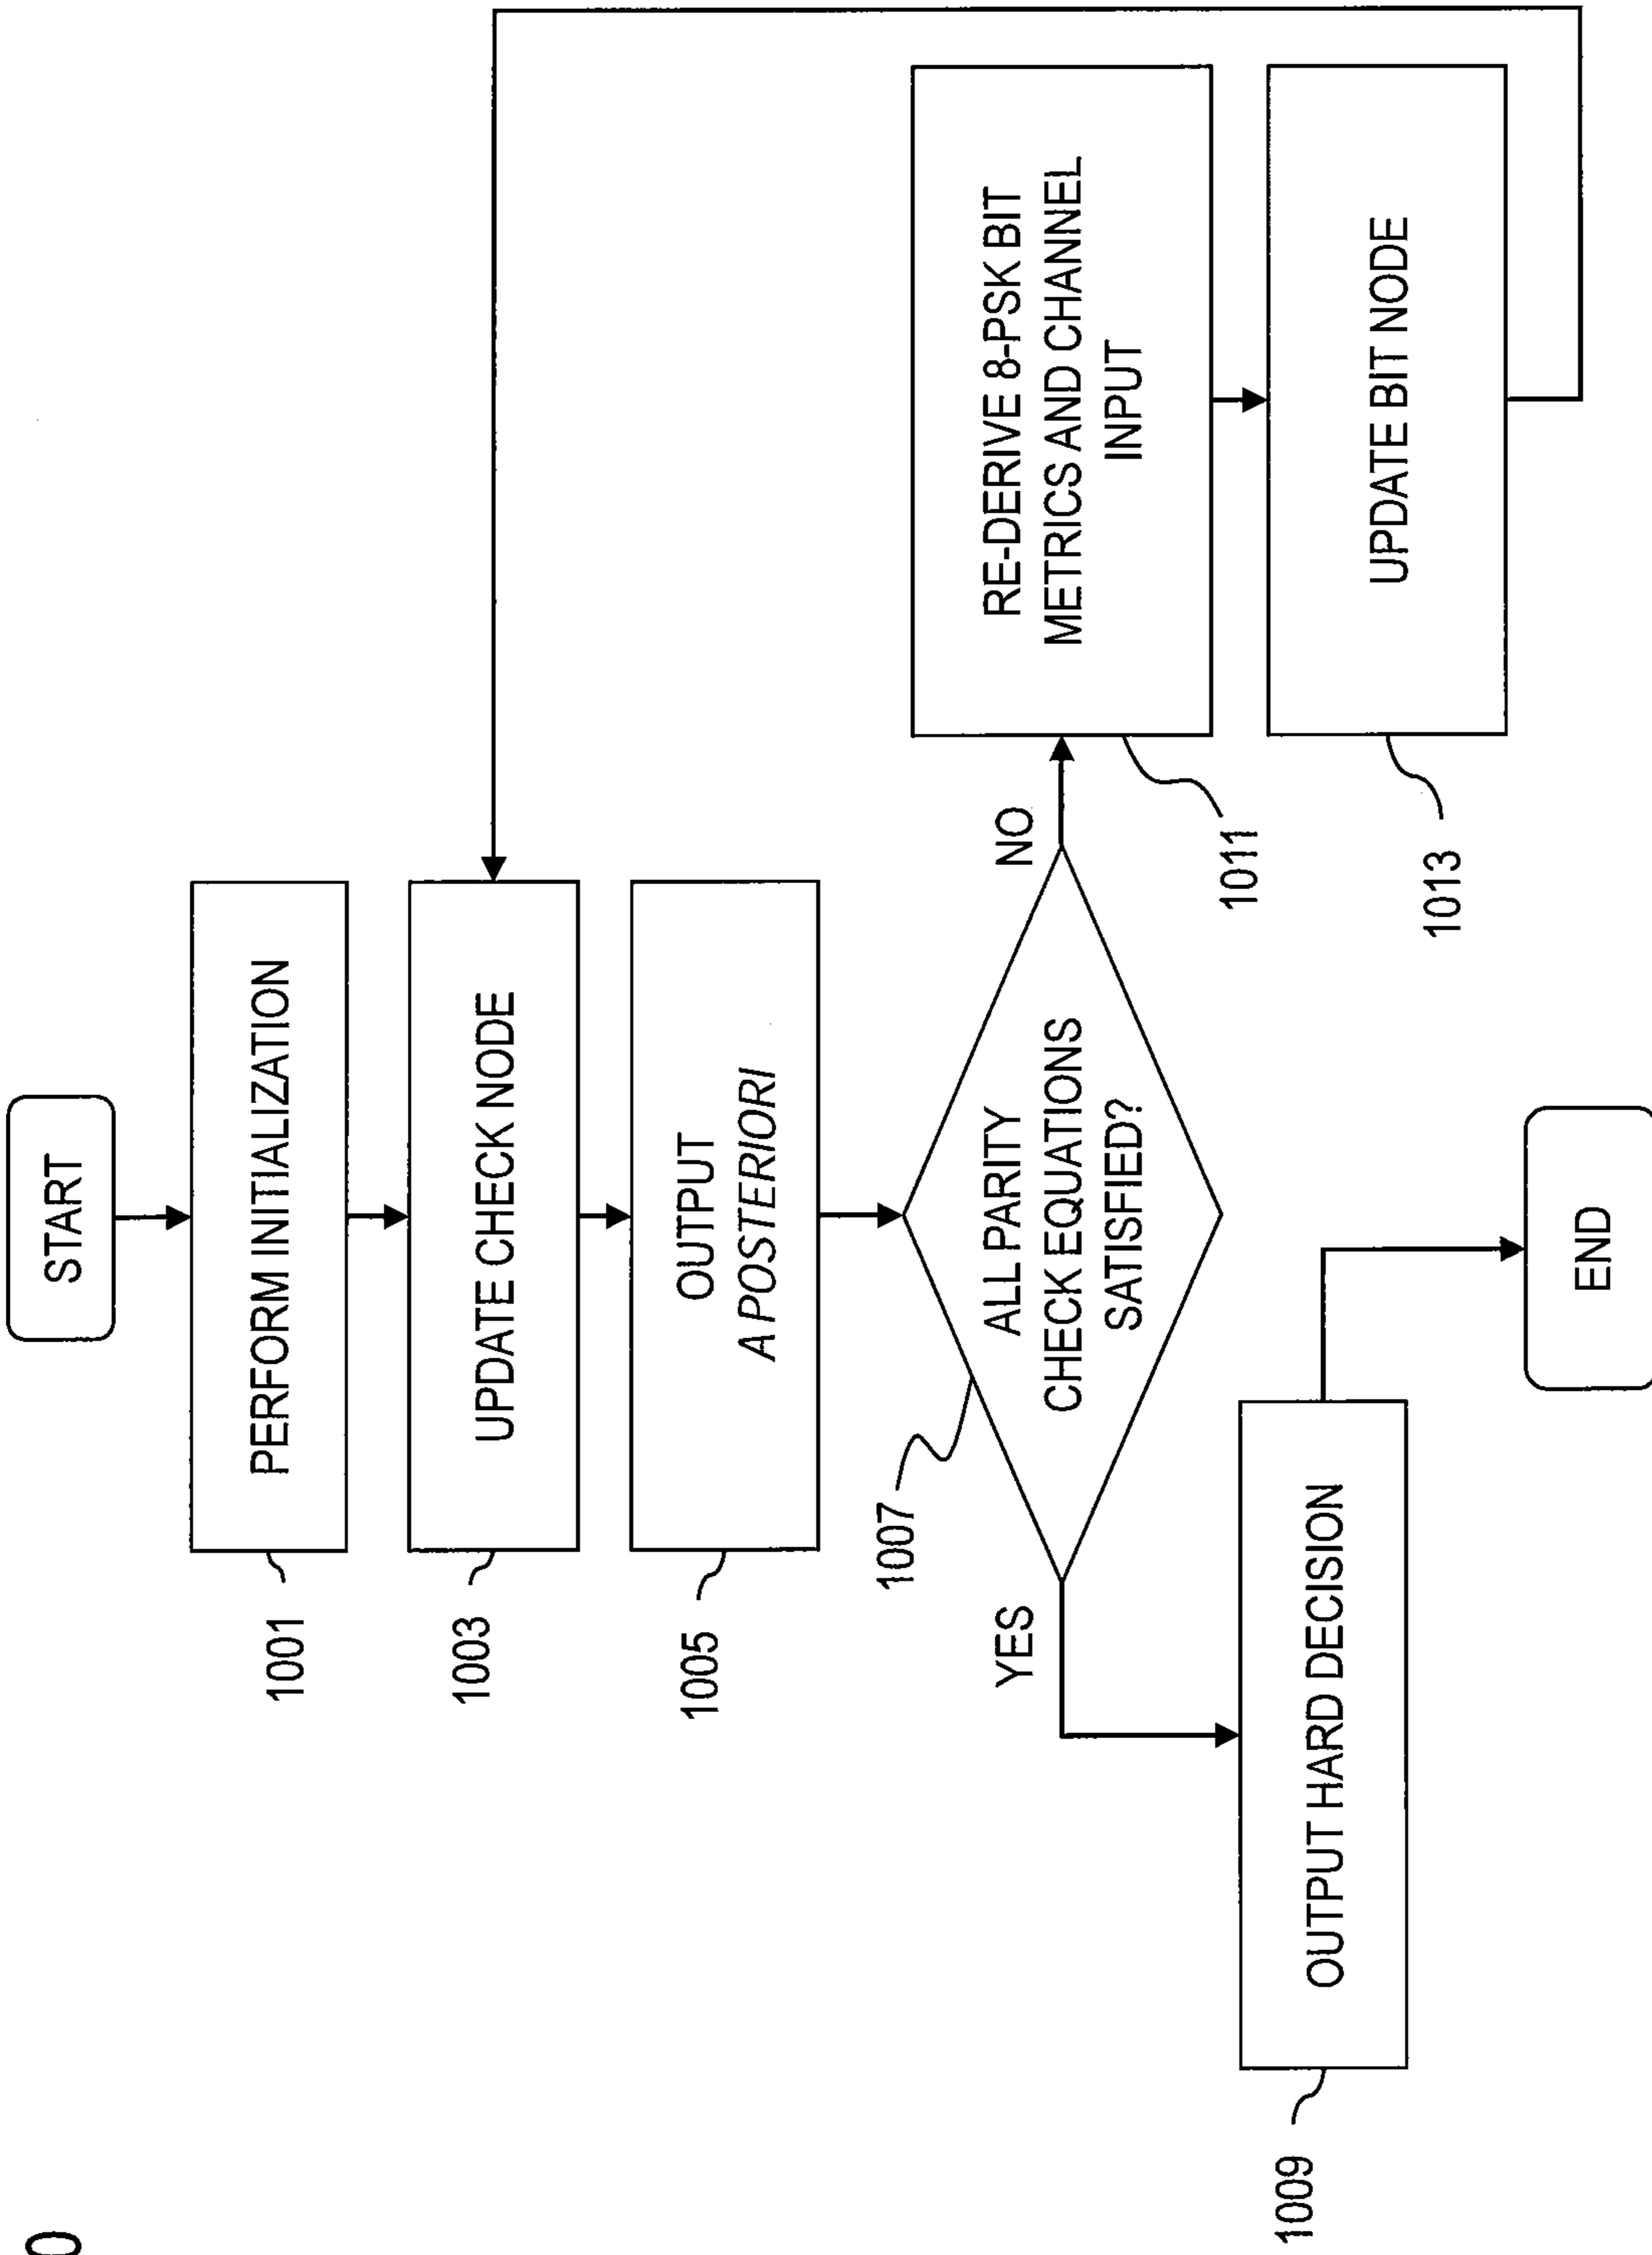 START
PERFORM INITIALIZATION
1001
UPDATE CHECK NODE
1003
OUTPUT
A POSTERIORI
1005
ALL PARITY
CHECK EQUATIONS
SATISFIED?
1007
YES
NO
RE-DERIVE 8-PSK BIT
METRICS AND CHANNEL
INPUT
1011
UPDATE BIT NODE
1013
OUTPUT HARD DECISION
1009
END
0